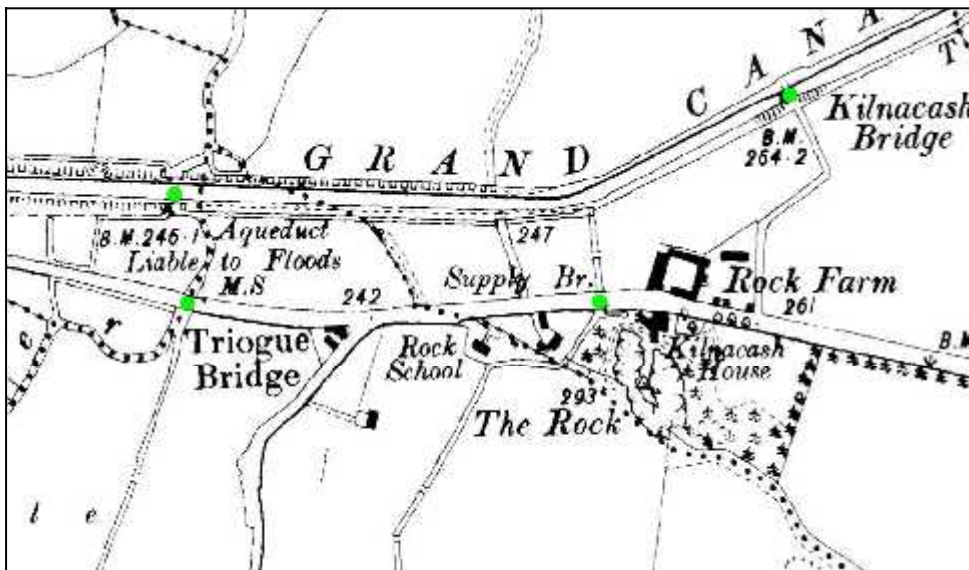 GRAND CANA
T
Kilnacash
Bridge
B.M.
254·2
B.M. 246·1
Aqueduct
Liable to Floods
M.S
247
242
Supply Br.
Rock Farm
261
B.M
Triogue
Bridge
Rock
School
Kilnacash
House
293
The Rock
e r
l e